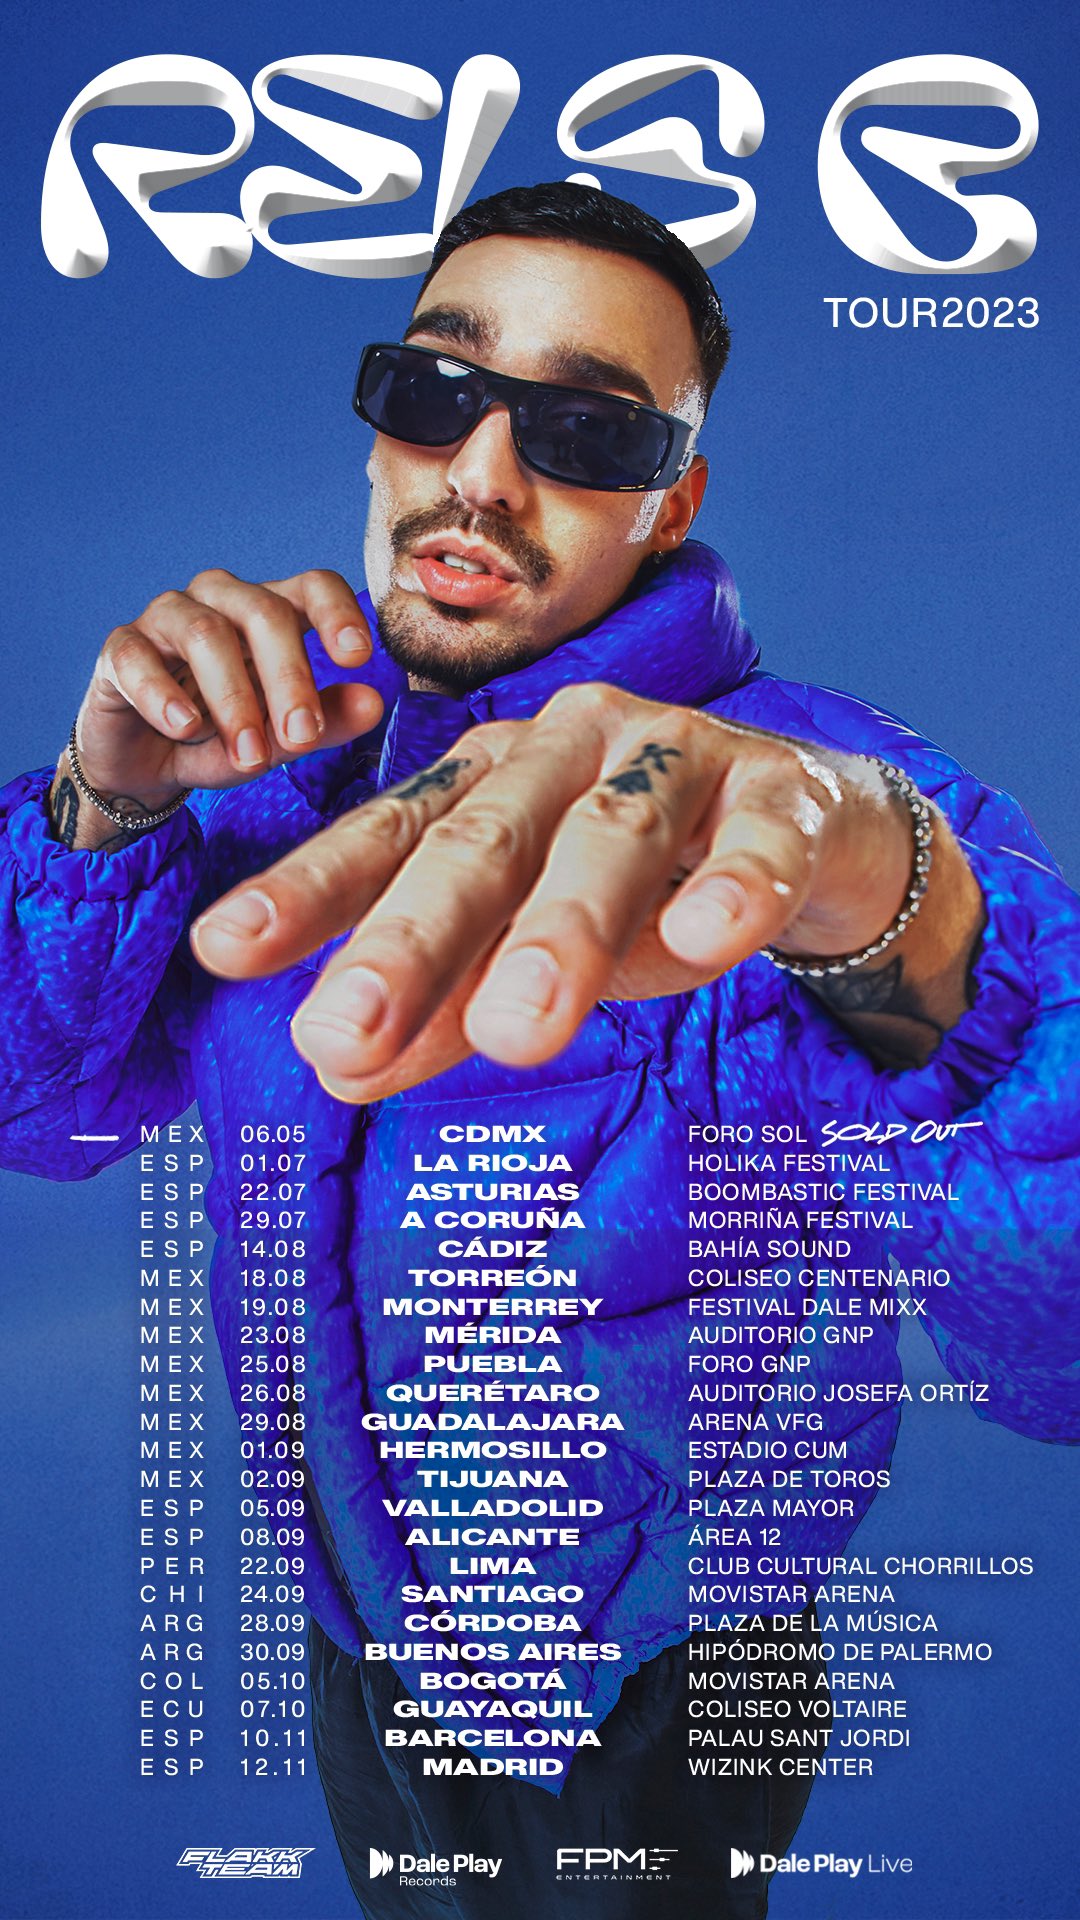 RELS B
TOUR2023
MEX 06.05 CDMX FORO SOL SOLD OUT
ESP 01.07 LA RIOJA HOLIKA FESTIVAL
ESP 22.07 ASTURIAS BOOMBASTIC FESTIVAL
ESP 29.07 A CORUÑA MORRIÑA FESTIVAL
ESP 14.08 CÁDIZ BAHÍA SOUND
MEX 18.08 TORREÓN COLISEO CENTENARIO
MEX 19.08 MONTERREY FESTIVAL DALE MIXX
MEX 23.08 MÉRIDA AUDITORIO GNP
MEX 25.08 PUEBLA FORO GNP
MEX 26.08 QUERÉTARO AUDITORIO JOSEFA ORTÍZ
MEX 29.08 GUADALAJARA ARENA VFG
MEX 01.09 HERMOSILLO ESTADIO CUM
MEX 02.09 TIJUANA PLAZA DE TOROS
ESP 05.09 VALLADOLID PLAZA MAYOR
ESP 08.09 ALICANTE ÁREA 12
PER 22.09 LIMA CLUB CULTURAL CHORRILLOS
CHI 24.09 SANTIAGO MOVISTAR ARENA
ARG 28.09 CÓRDOBA PLAZA DE LA MÚSICA
ARG 30.09 BUENOS AIRES HIPÓDROMO DE PALERMO
COL 05.10 BOGOTÁ MOVISTAR ARENA
ECU 07.10 GUAYAQUIL COLISEO VOLTAIRE
ESP 10.11 BARCELONA PALAU SANT JORDI
ESP 12.11 MADRID WIZINK CENTER
FLAKK TEAM
Dale Play Records
FPM ENTERTAINMENT
Dale Play Live